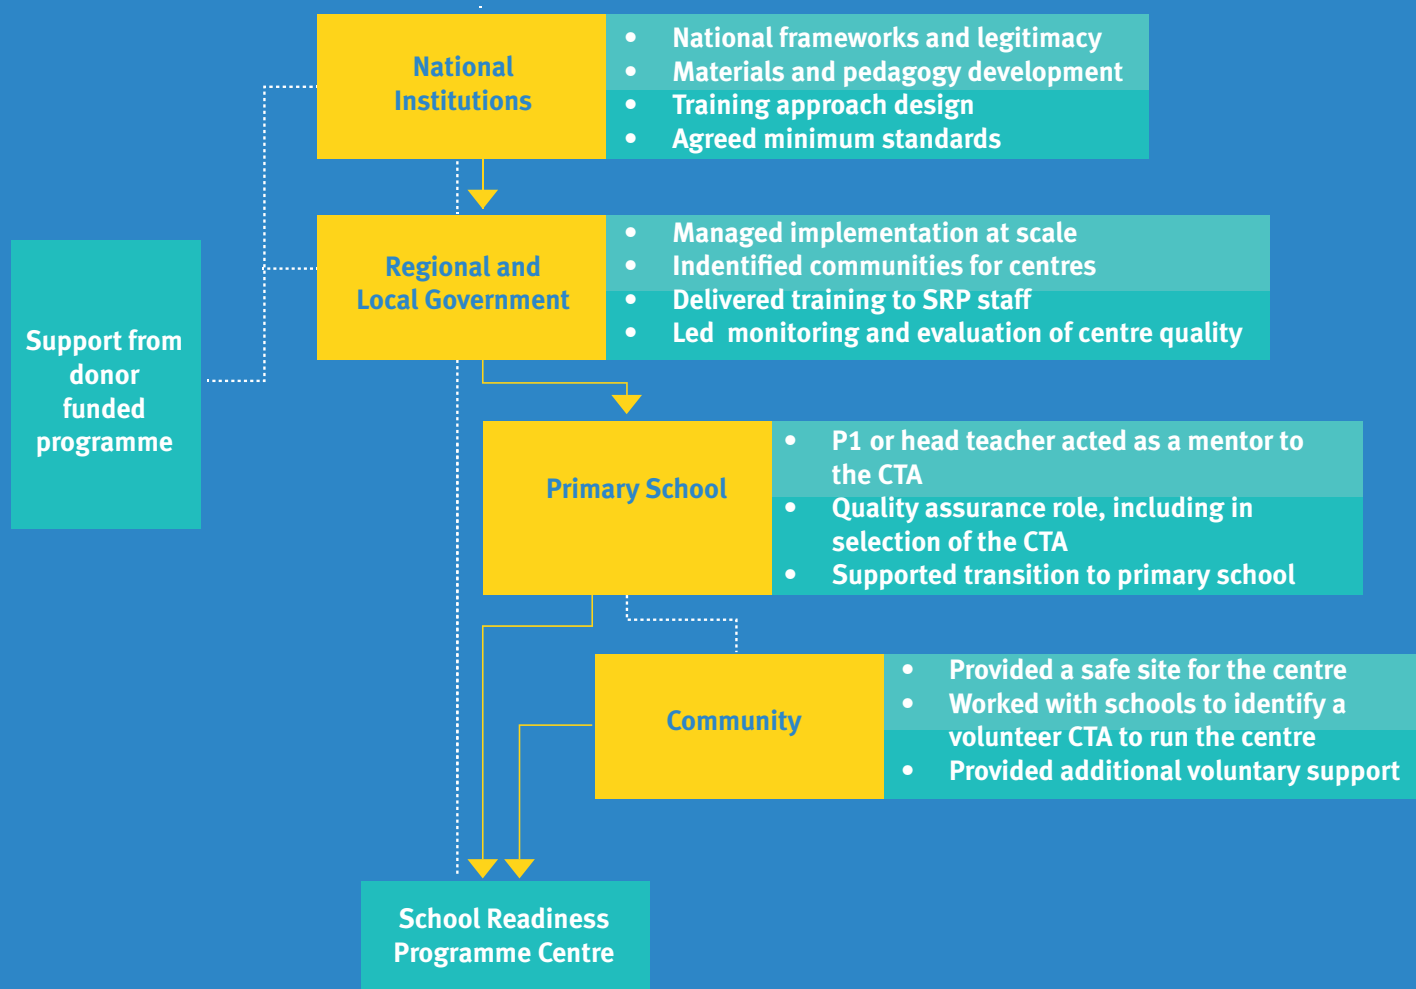 National
Institutions
• National frameworks and legitimacy
• Materials and pedagogy development
• Training approach design
• Agreed minimum standards
Regional and
Local Government
• Managed implementation at scale
• Indentified communities for centres
• Delivered training to SRP staff
• Led  monitoring and evaluation of centre quality
Support from
donor
funded
programme
Primary School
• P1 or head teacher acted as a mentor to
the CTA
• Quality assurance role, including in
selection of the CTA
• Supported transition to primary school
Community
• Provided a safe site for the centre
• Worked with schools to identify a
volunteer CTA to run the centre
• Provided additional voluntary support
School Readiness
Programme Centre